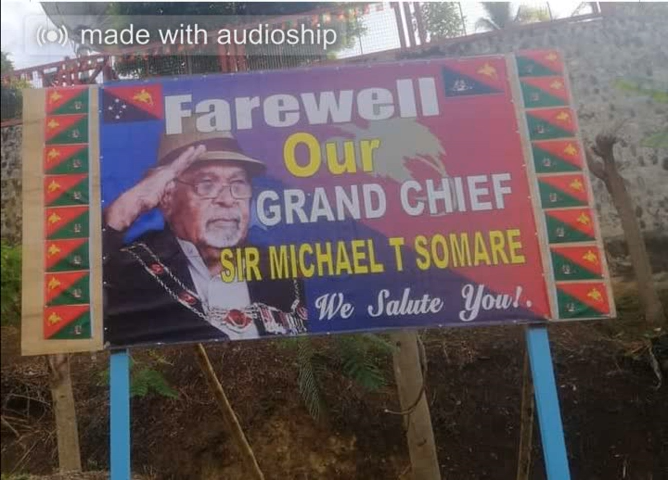 made with audioship
Farewell
Our
GRAND CHIEF
SIR MICHAEL T SOMARE
We Salute You!.